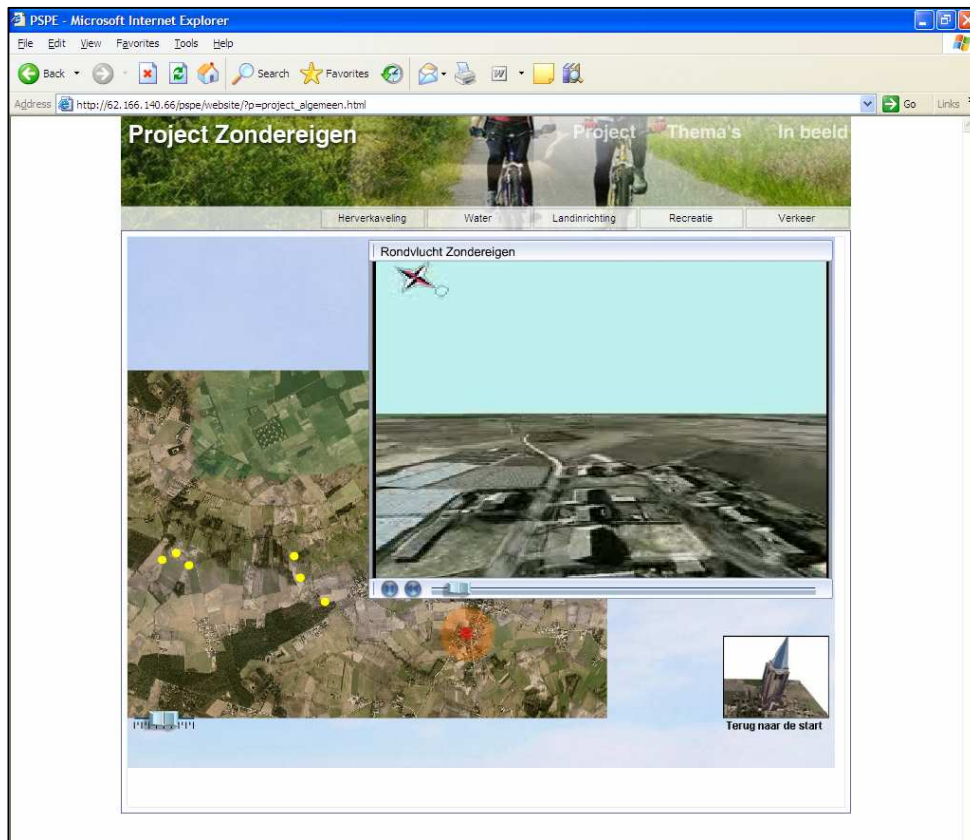 PSPE - Microsoft Internet Explorer
File Edit View Favorites Tools Help
Back Search Favorites
Address http://62.166.140.66/pspe/website/?p=project_algemeen.html Go Links
Project Zondereigen Project Thema's In beeld
Herverkaveling Water Landinrichting Recreatie Verkeer
Rondvlucht Zondereigen
Terug naar de start